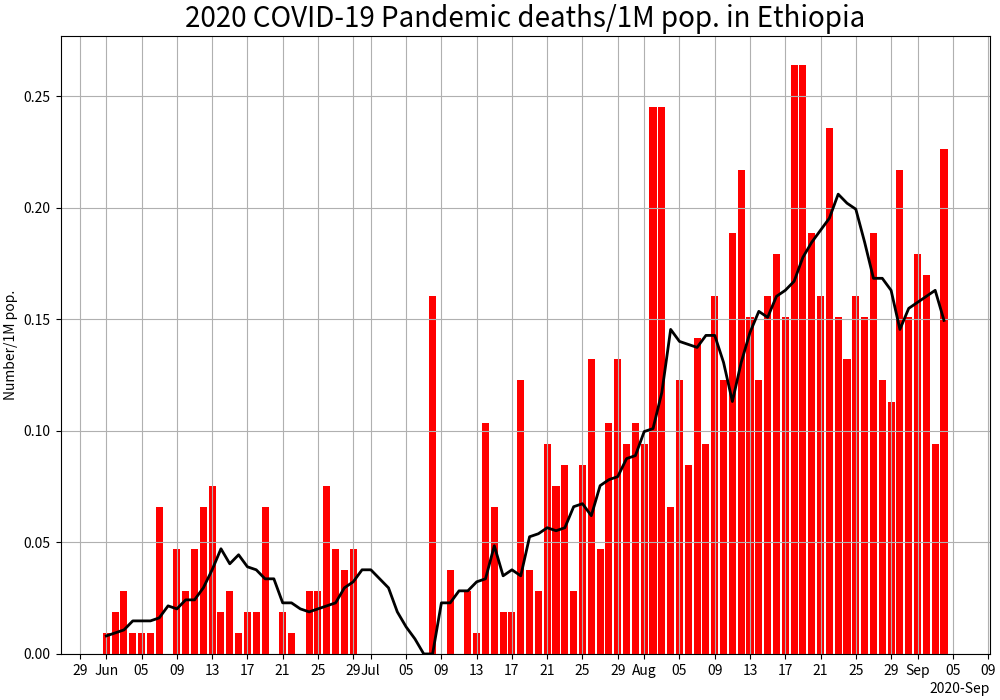 2020 COVID-19 Pandemic deaths/1M pop. in Ethiopia
Number/1M pop.
0.25
0.20
0.15
0.10
0.05
0.00
29 Jun 05 09 13 17 21 25 29 Jul 05 09 13 17 21 25 29 Aug 05 09 13 17 21 25 29 Sep 05 09
2020-Sep